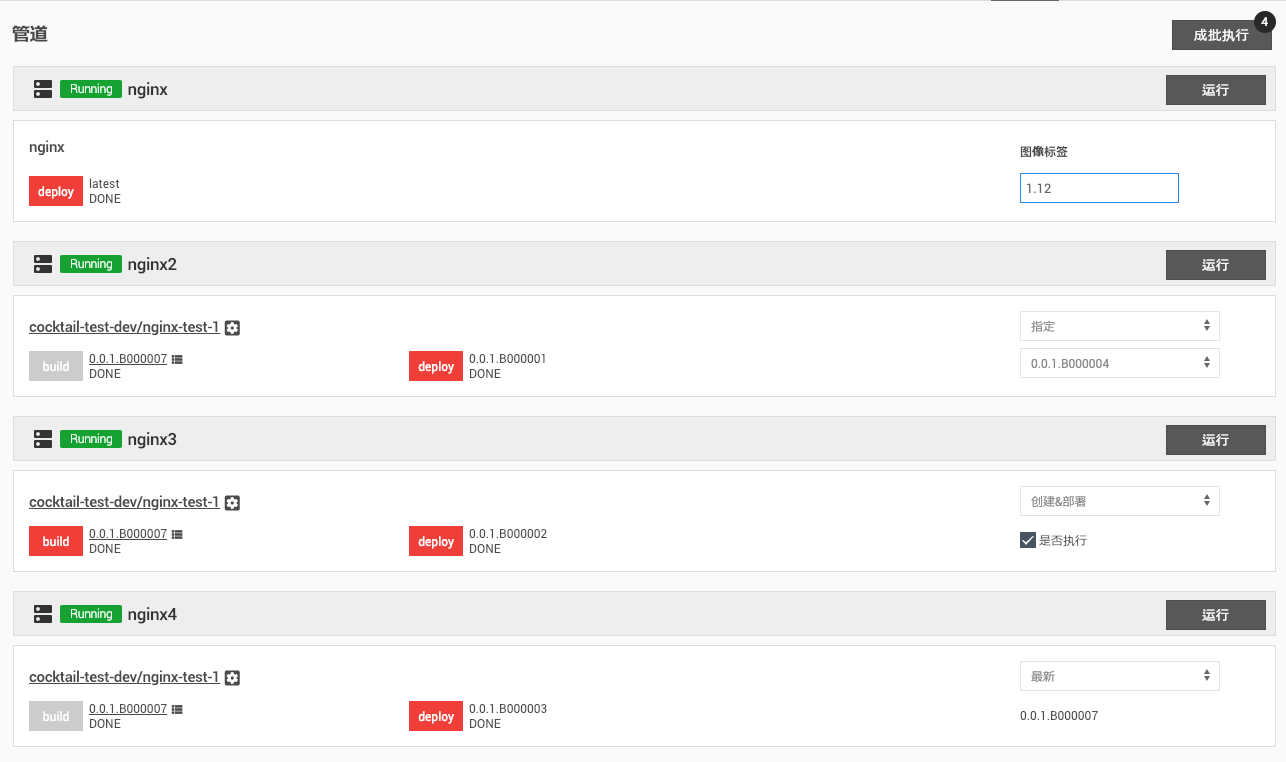 管道
成批执行
4
Running nginx
运行
nginx
图像标签
deploy
latest
DONE
1.12
Running nginx2
运行
cocktail-test-dev/nginx-test-1
指定
build
0.0.1.B000007
DONE
deploy
0.0.1.B000001
DONE
0.0.1.B000004
Running nginx3
运行
cocktail-test-dev/nginx-test-1
创建&部署
build
0.0.1.B000007
DONE
deploy
0.0.1.B000002
DONE
是否执行
Running nginx4
运行
cocktail-test-dev/nginx-test-1
最新
build
0.0.1.B000007
DONE
deploy
0.0.1.B000003
DONE
0.0.1.B000007